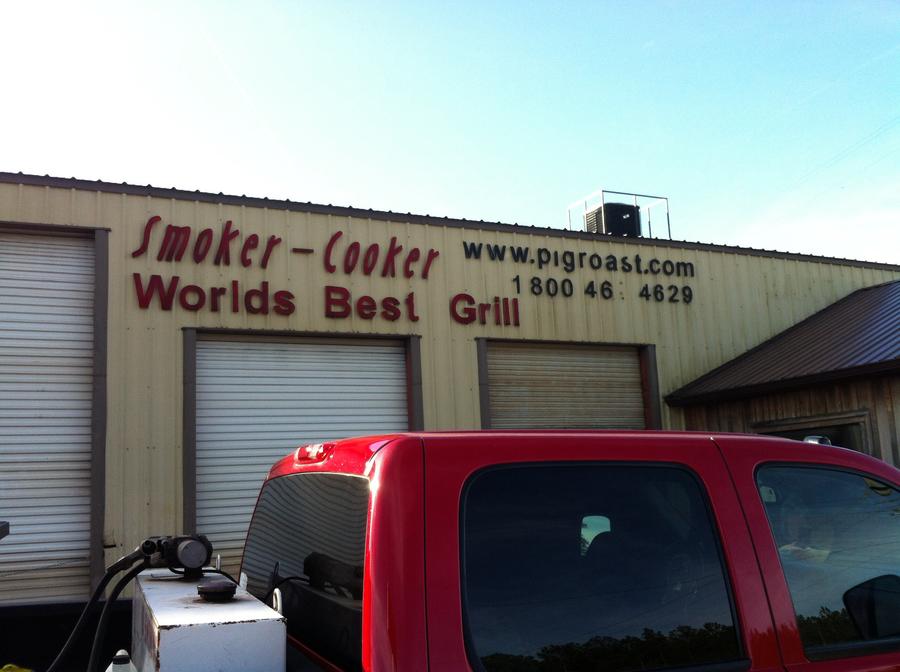 Smoker-Cooker
Worlds Best Grill
www.pigroast.com
1 800 46 4629